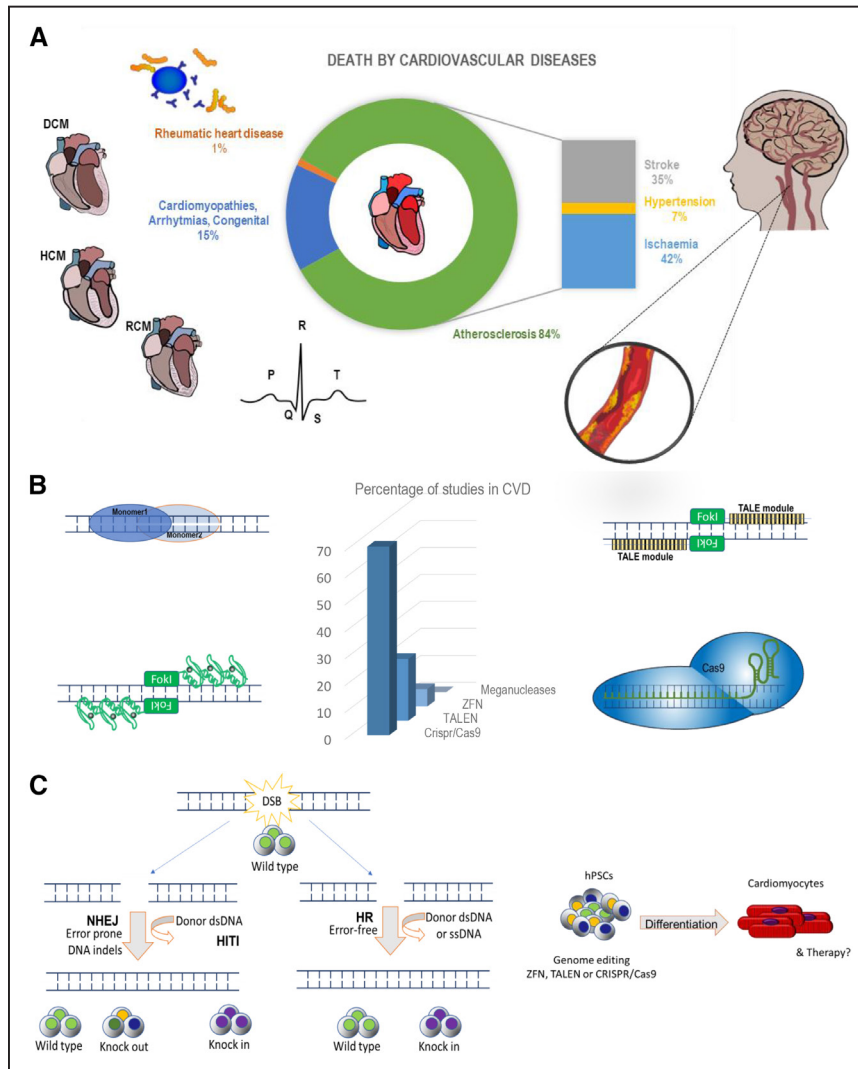 A
DEATH BY CARDIOVASCULAR DISEASES
DCM
Rheumatic heart disease
1%
Cardiomyopathies,
Arrhytmias, Congenital
15%
HCM
RCM
Stroke
35%
Hypertension
7%
Ischaemia
42%
Atherosclerosis 84%
R
P
T
Q
S
B
Monomer1
Monomer2
Percentage of studies in CVD
70
60
50
40
30
20
10
0
Meganucleases
ZFN
TALEN
Crispr/Cas9
FokI
TALE module
FokI
TALE module
FokI
FokI
Cas9
C
DSB
Wild type
NHEJ
Error prone
DNA indels
Donor dsDNA
HITI
HR
Error-free
Donor dsDNA
or ssDNA
Wild type
Knock out
Knock in
Wild type
Knock in
hPSCs
Genome editing
ZFN, TALEN or CRISPR/Cas9
Differentiation
Cardiomyocytes
& Therapy?